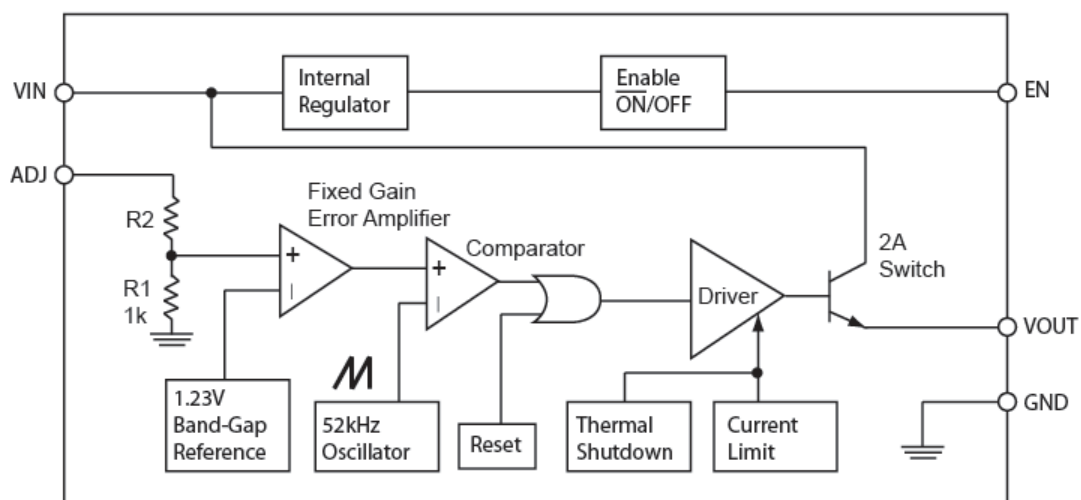 VIN
Internal
Regulator
Enable
ON/OFF
EN
ADJ
R2
R1
1k
Fixed Gain
Error Amplifier
+
-
+
-
Comparator
Driver
2A
Switch
VOUT
GND
1.23V
Band-Gap
Reference
52kHz
Oscillator
Reset
Thermal
Shutdown
Current
Limit